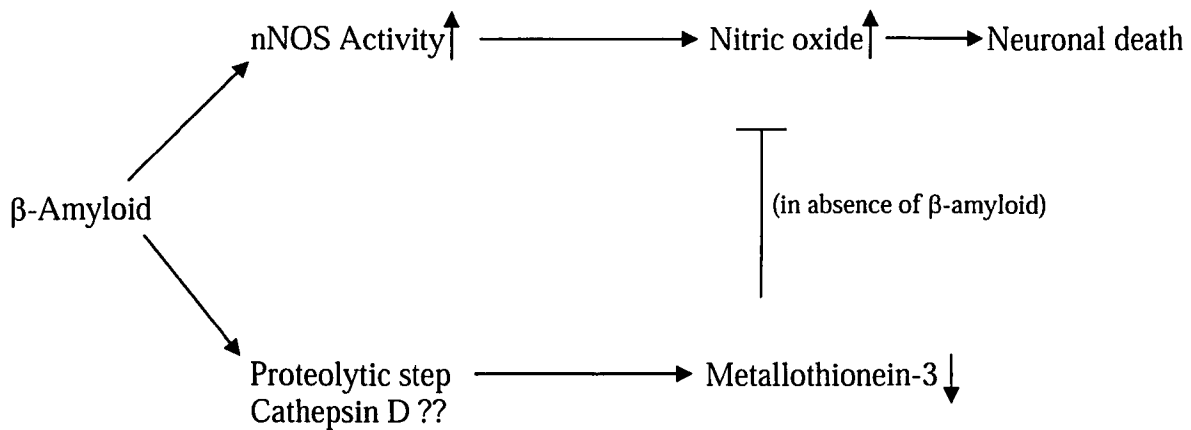 nNOS Activity
Nitric oxide
Neuronal death
β-Amyloid
(in absence of β-amyloid)
Proteolytic step
Cathepsin D ??
Metallothionein-3